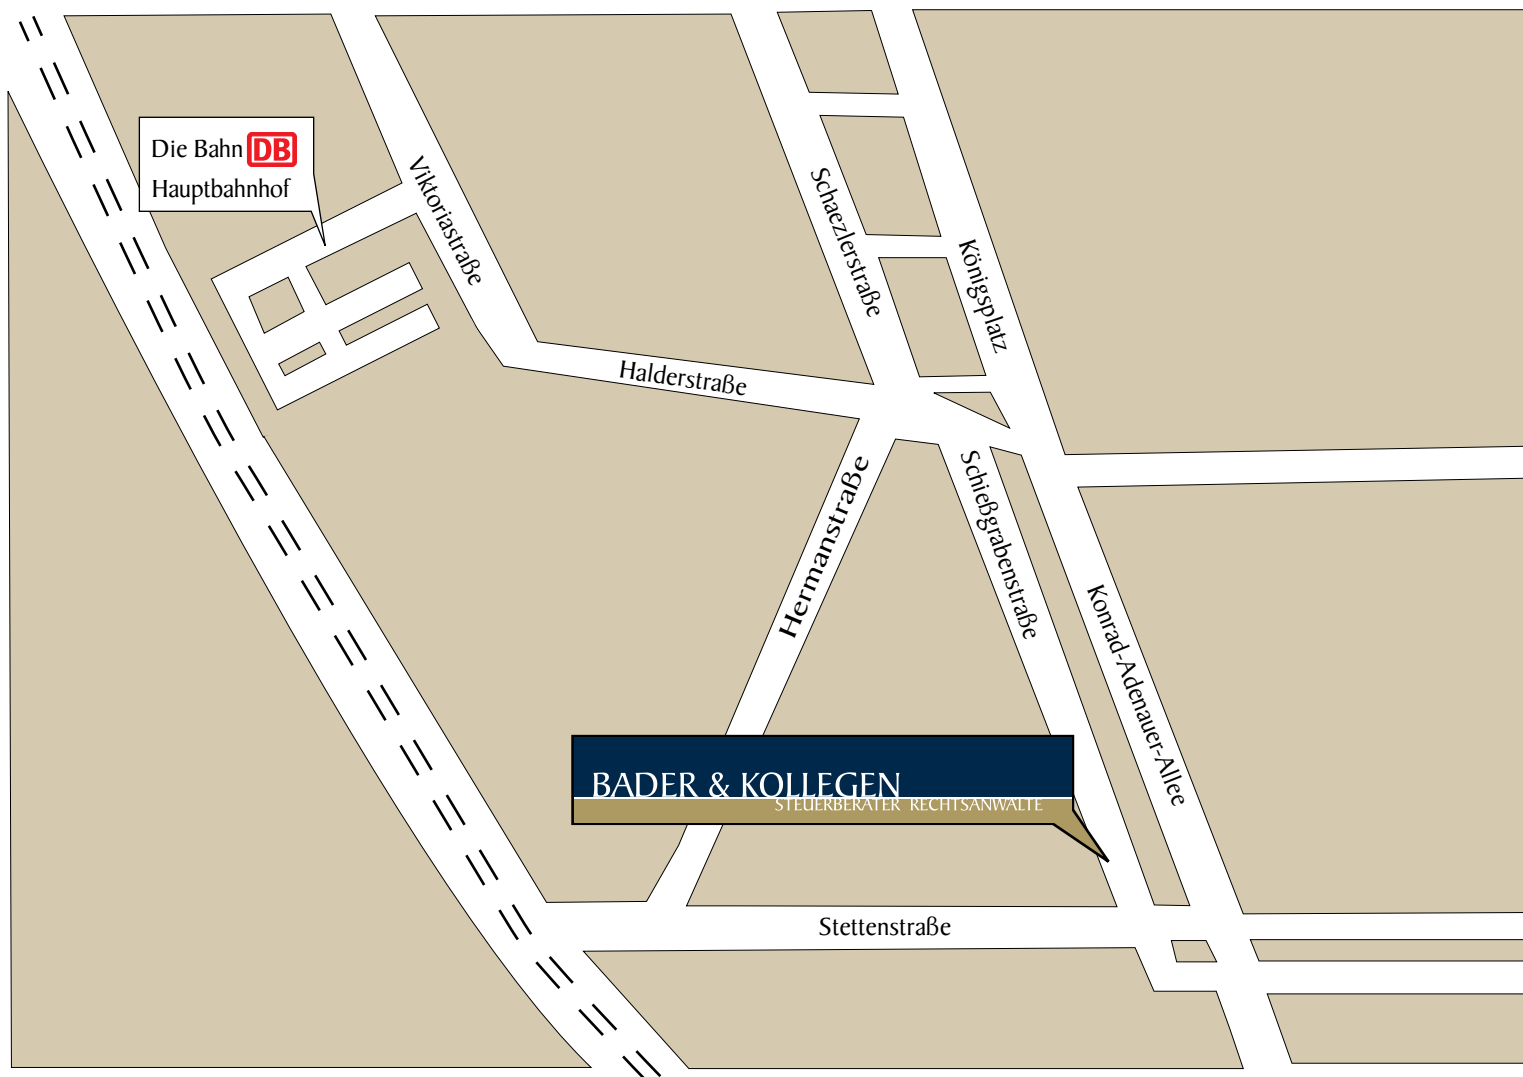 Die Bahn DB
Hauptbahnhof
Viktoriastraße
Schaezlerstraße
Königsplatz
Halderstraße
Hermanstraße
Schießgrabenstraße
Konrad-Adenauer-Allee
BADER & KOLLEGEN
STEUERBERATER RECHTSANWÄLTE
Stettenstraße